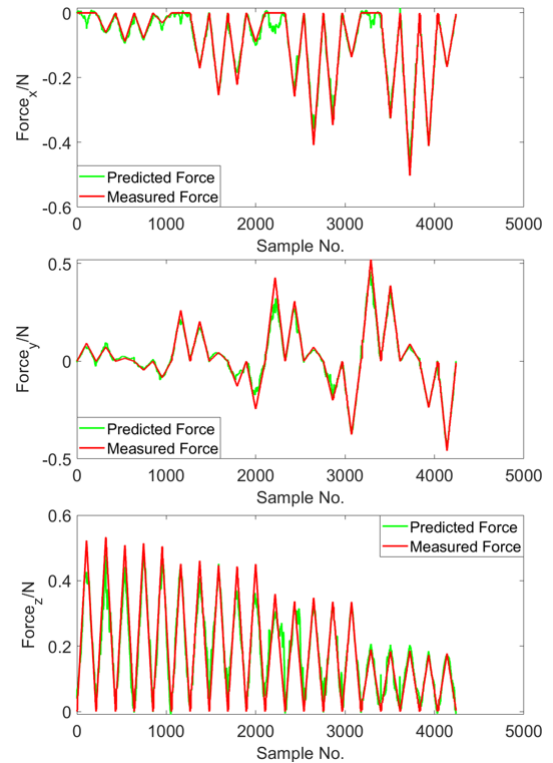 0
-0.2
-0.4
-0.6
Force_x/N
Predicted Force
Measured Force
0 1000 2000 3000 4000 5000
Sample No.
0.5
0
-0.5
Force_y/N
Predicted Force
Measured Force
0 1000 2000 3000 4000 5000
Sample No.
0.6
0.4
0.2
0
Force_z/N
Predicted Force
Measured Force
0 1000 2000 3000 4000 5000
Sample No.